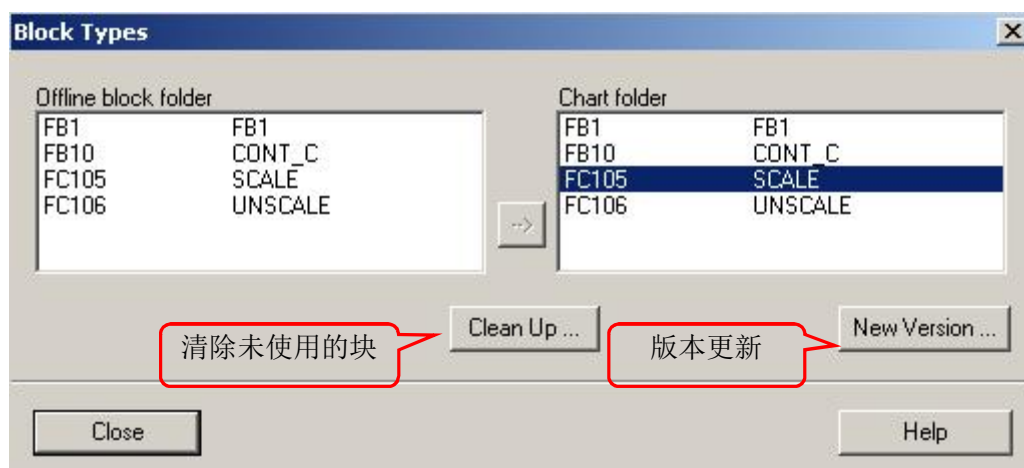 Block Types
Offline block folder
Chart folder
FB1 FB1
FB10 CONT_C
FC105 SCALE
FC106 UNSCALE
-->
FB1 FB1
FB10 CONT_C
FC105 SCALE
FC106 UNSCALE
清除未使用的块
Clean Up ...
版本更新
New Version ...
Close
Help